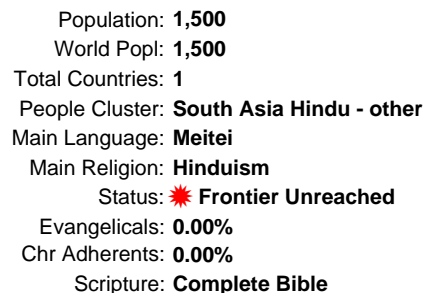 Population: 1,500
World Popl: 1,500
Total Countries: 1
People Cluster: South Asia Hindu - other
Main Language: Meitei
Main Religion: Hinduism
Status: Frontier Unreached
Evangelicals: 0.00%
Chr Adherents: 0.00%
Scripture: Complete Bible